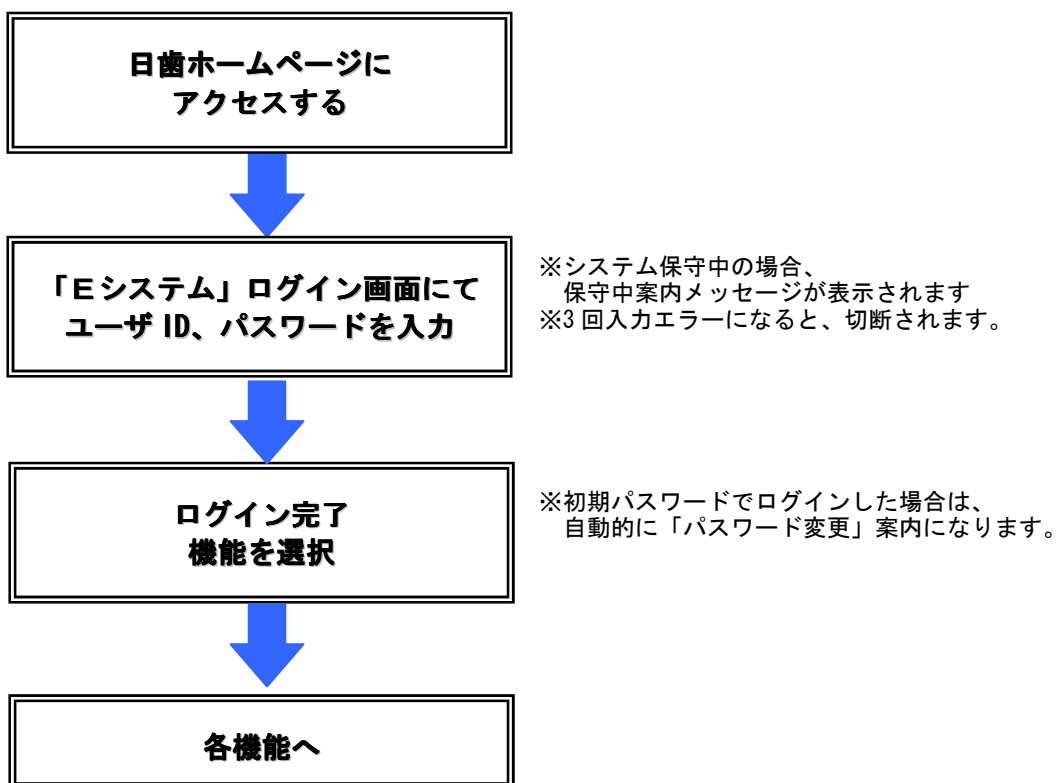 日歯ホームページに
アクセスする
「Eシステム」ログイン画面にて
ユーザ ID、パスワードを入力
※システム保守中の場合、
保守中案内メッセージが表示されます
※3 回入力エラーになると、切断されます。
ログイン完了
機能を選択
※初期パスワードでログインした場合は、
自動的に「パスワード変更」案内になります。
各機能へ